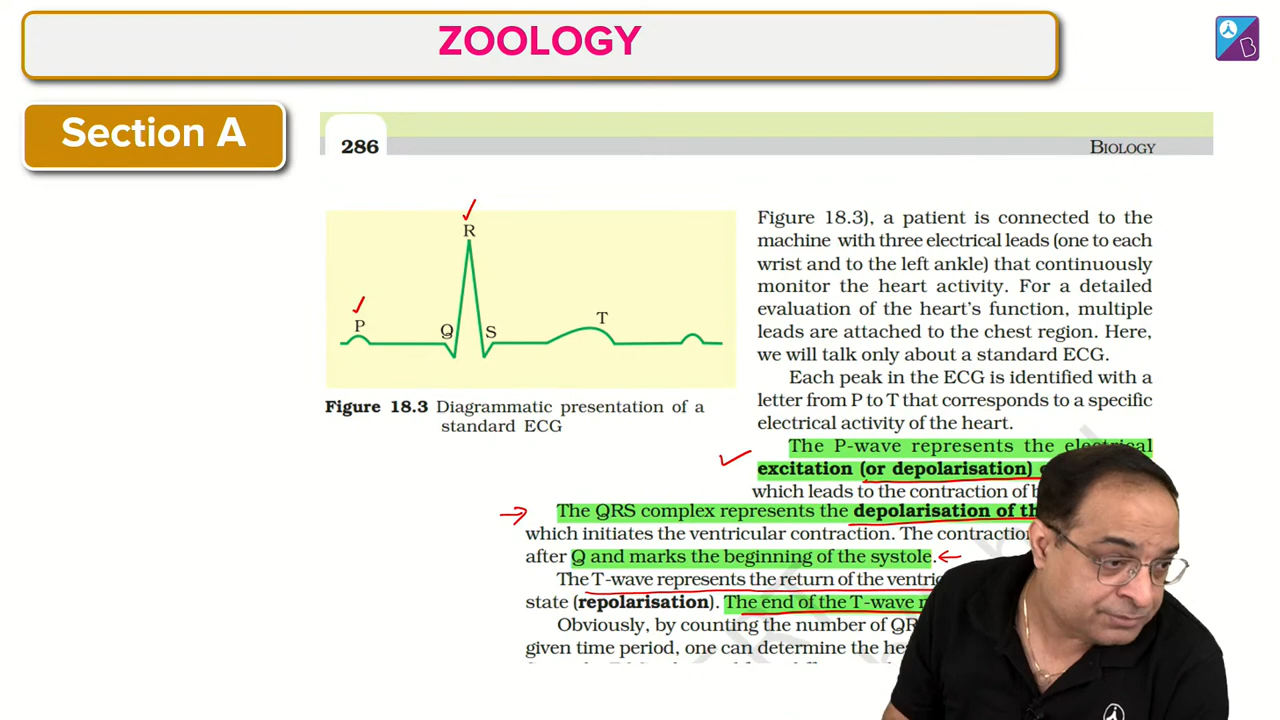 ZOOLOGY
Section A
286
BIOLOGY
R
P
Q
S
T
Figure 18.3 Diagrammatic presentation of a
standard ECG
Figure 18.3), a patient is connected to the
machine with three electrical leads (one to each
wrist and to the left ankle) that continuously
monitor the heart activity. For a detailed
evaluation of the heart's function, multiple
leads are attached to the chest region. Here,
we will talk only about a standard ECG.
Each peak in the ECG is identified with a
letter from P to T that corresponds to a specific
electrical activity of the heart.
The P-wave represents the electrical
excitation (or depolarisation)
which leads to the contraction of
The QRS complex represents the depolarisation of
which initiates the ventricular contraction. The
after Q and marks the beginning of the systole.
The T-wave represents the return of the
state (repolarisation). The end of the T-wave
Obviously, by counting the number of
given time period, one can determine the